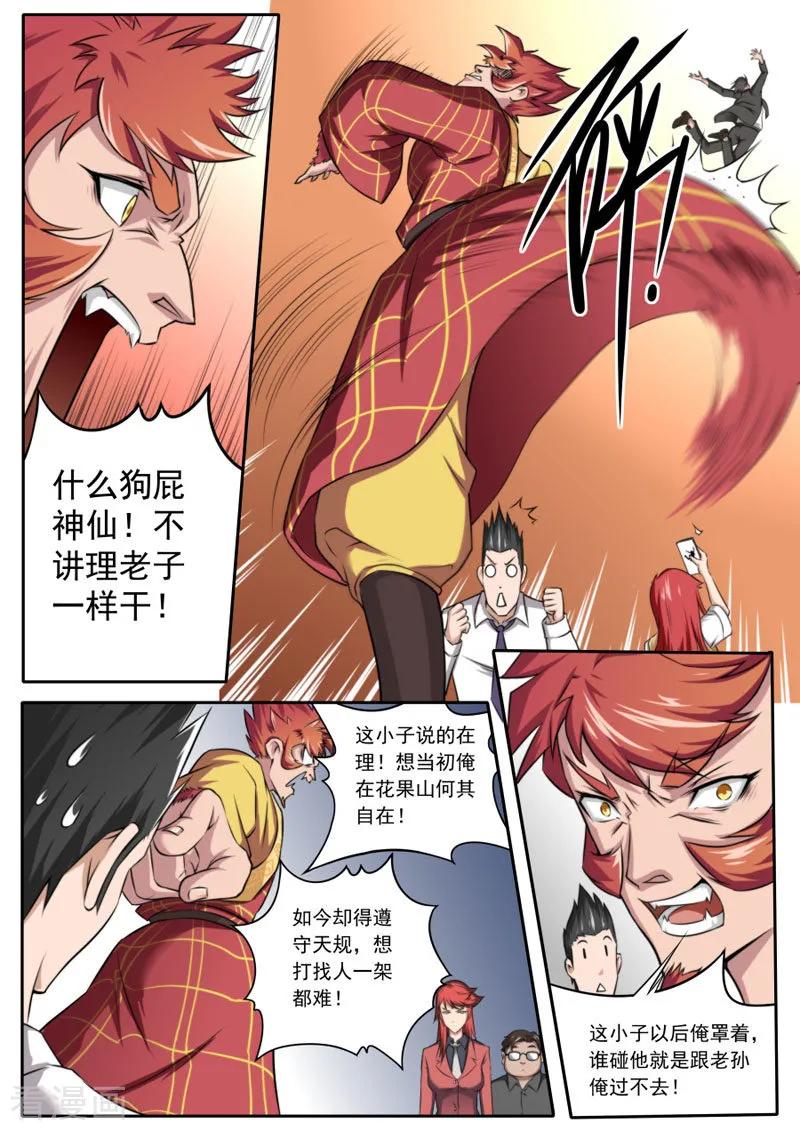 砰！
什么狗屁
神仙！不
讲理老子
一样干！
这小子说的在
理！想当初俺
在花果山何其
自在！
如今却得遵
守天规，想
打找人一架
都难！
这小子以后俺罩着，
谁碰他就是跟老孙
俺过不去！
看漫画